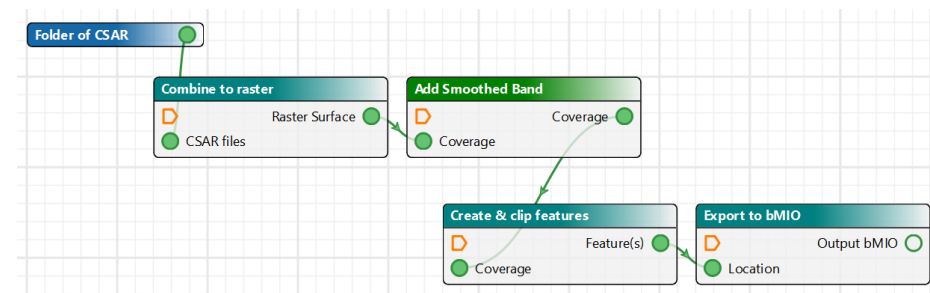 Folder of CSAR
Combine to raster
Raster Surface
CSAR files
Add Smoothed Band
Coverage
Coverage
Create & clip features
Feature(s)
Coverage
Export to bMIO
Output bMIO
Location